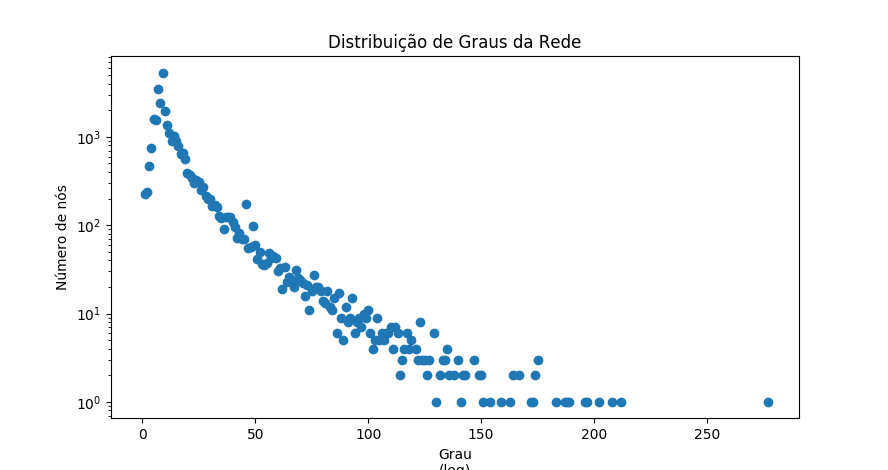 Distribuição de Graus da Rede
Número de nós
10³
10²
10¹
10⁰
0 50 100 150 200 250
Grau
(log)